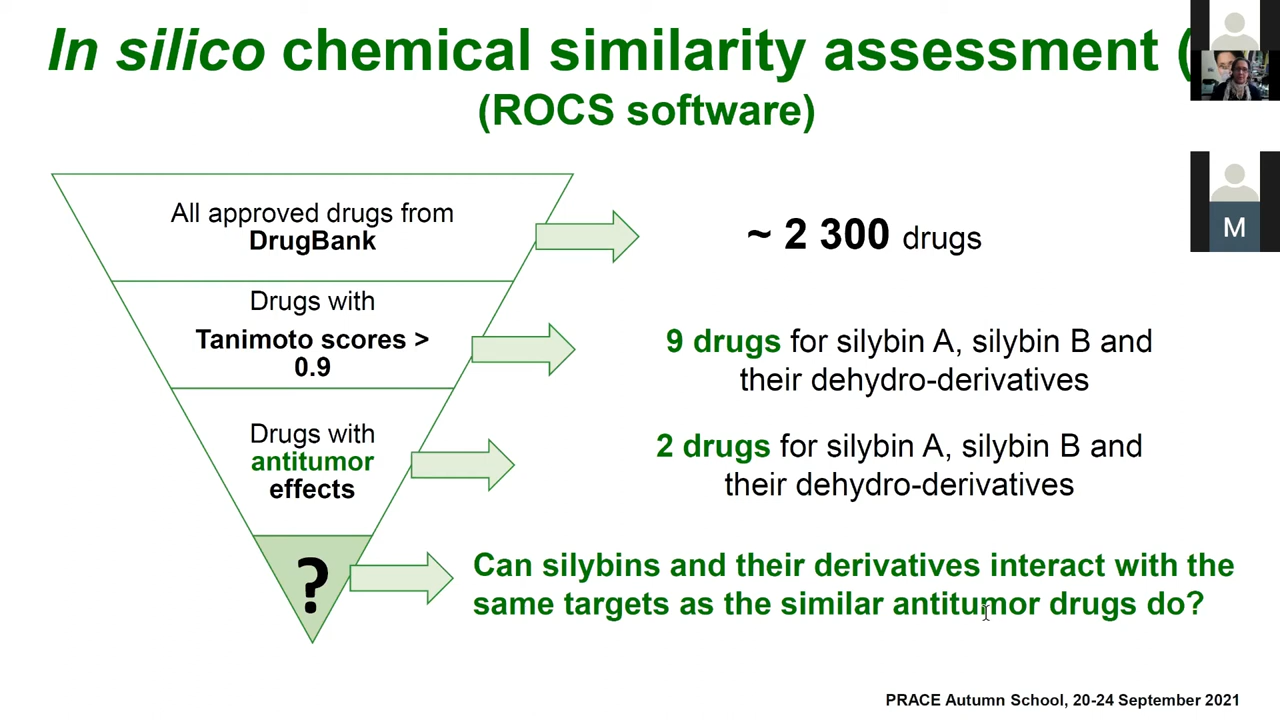 In silico chemical similarity assessment (
(ROCS software)
All approved drugs from
DrugBank
~ 2 300 drugs
Drugs with
Tanimoto scores >
0.9
9 drugs for silybin A, silybin B and
their dehydro-derivatives
Drugs with
antitumor
effects
2 drugs for silybin A, silybin B and
their dehydro-derivatives
?
Can silybins and their derivatives interact with the
same targets as the similar antitumor drugs do?
M
PRACE Autumn School, 20-24 September 2021